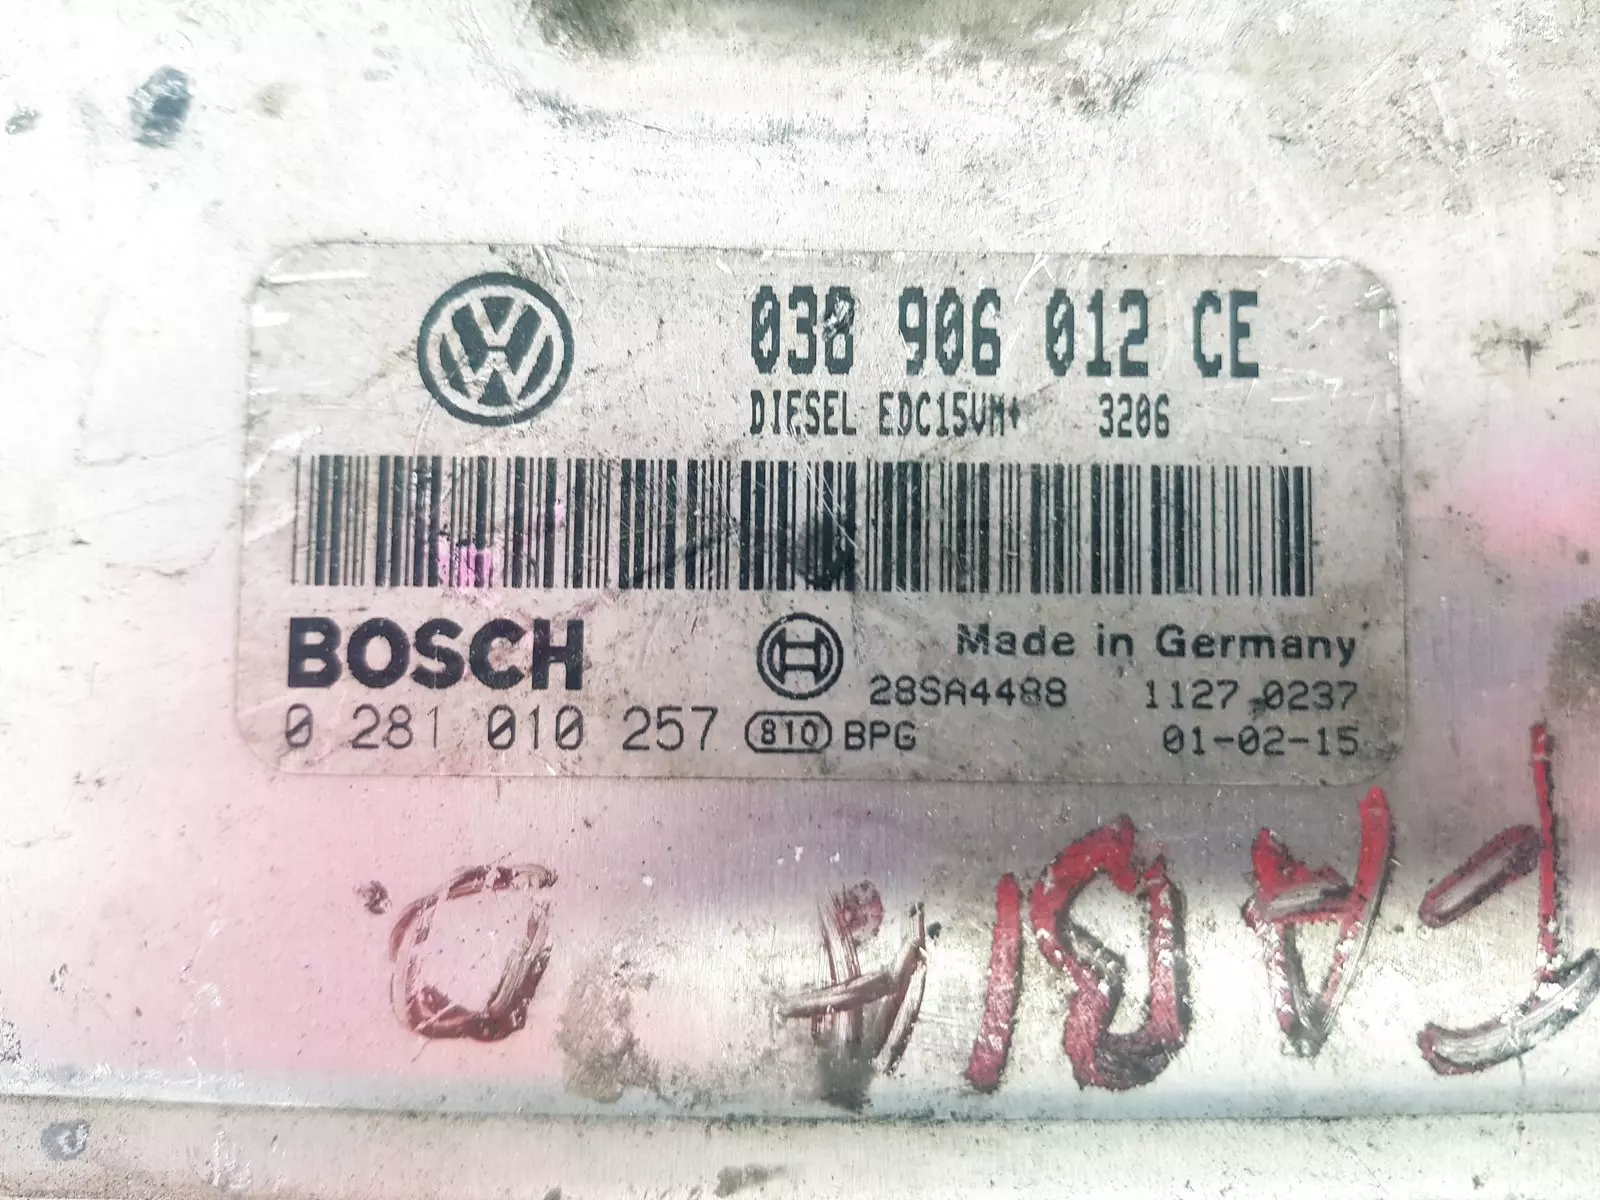 038 906 012 CE
DIESEL EDC15VM+ 3206
BOSCH
Made in Germany
28SA4488 1127 0237
0 281 010 257 810 BPG 01-02-15
FABIA